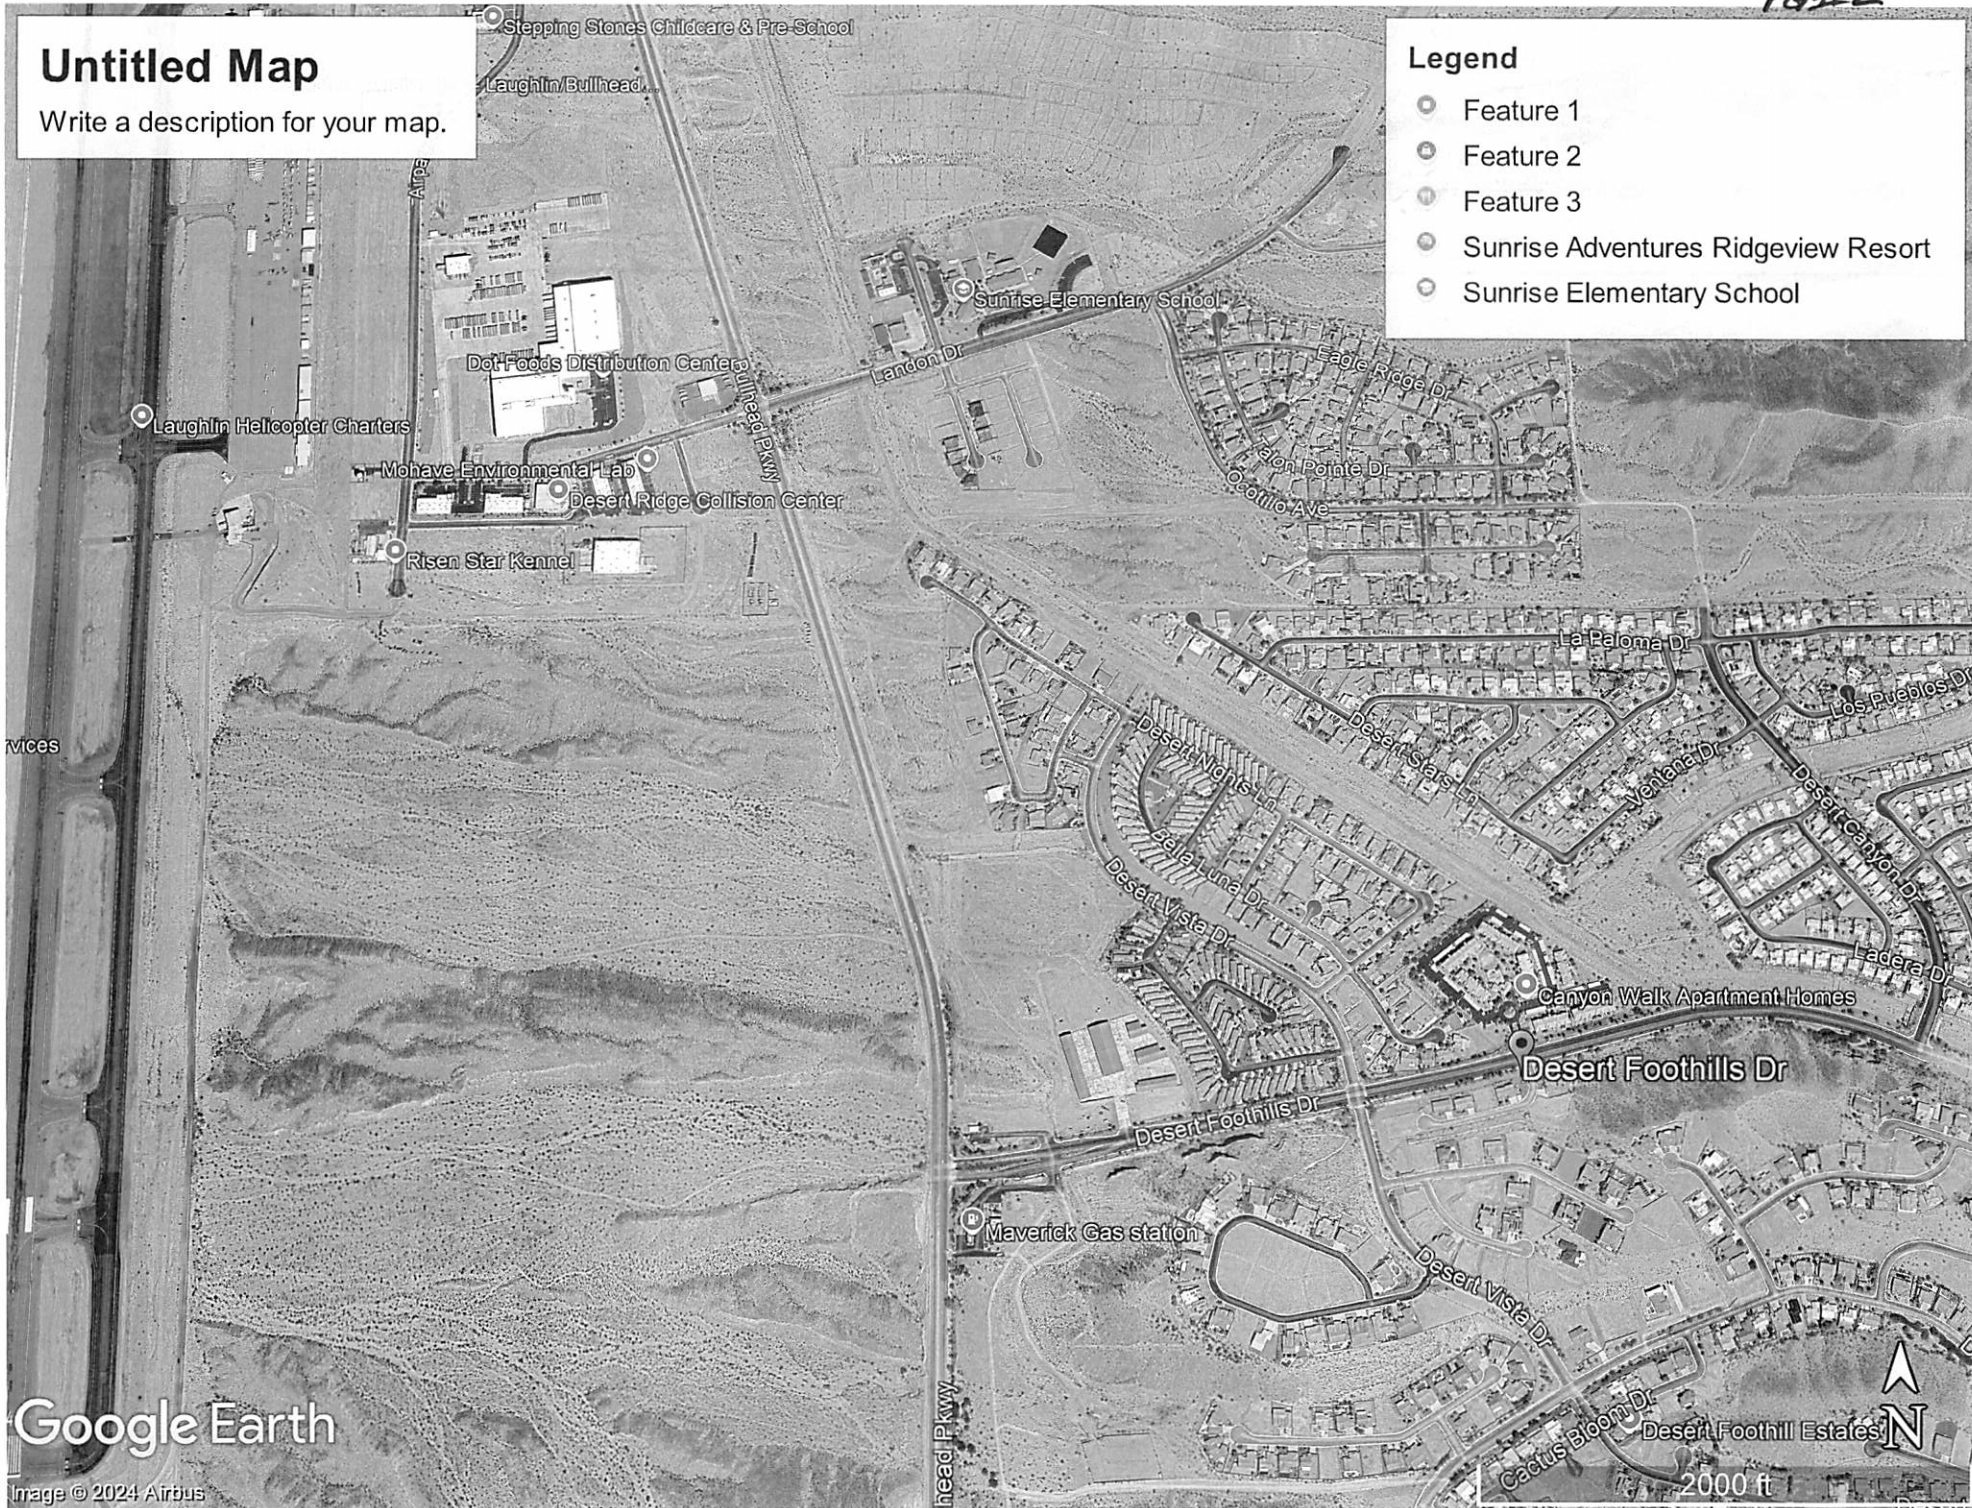 Untitled Map
Write a description for your map.
Legend
Feature 1
Feature 2
Feature 3
Sunrise Adventures Ridgeview Resort
Sunrise Elementary School
Stepping Stones Childcare & Pre-School
Laughlin/Bullhead...
Sunrise Elementary School
Landon Dr
Dot Foods Distribution Center
Bullhead Pkwy
Eagle Ridge Dr
Laughlin Helicopter Charters
Mohave Environmental Lab
Desert Ridge Collision Center
alon Pointe Dr
Ocotillo Ave
Risen Star Kennel
La Paloma Dr
Los Pueblos Dr
rvices
Desert Nights Ln
Desert Stars Ln
Ventana Dr
Desert Canyon Dr
Bella Luna Dr
Desert Vista Dr
Ladera Dr
Canyon Walk Apartment Homes
Desert Foothills Dr
Desert Foothills Dr
Maverick Gas station
Desert Vista Dr
head Pkwy
Cactus Bloom Dr
Desert Foothill Estates
N
2000 ft
Google Earth
Image © 2024 Airbus